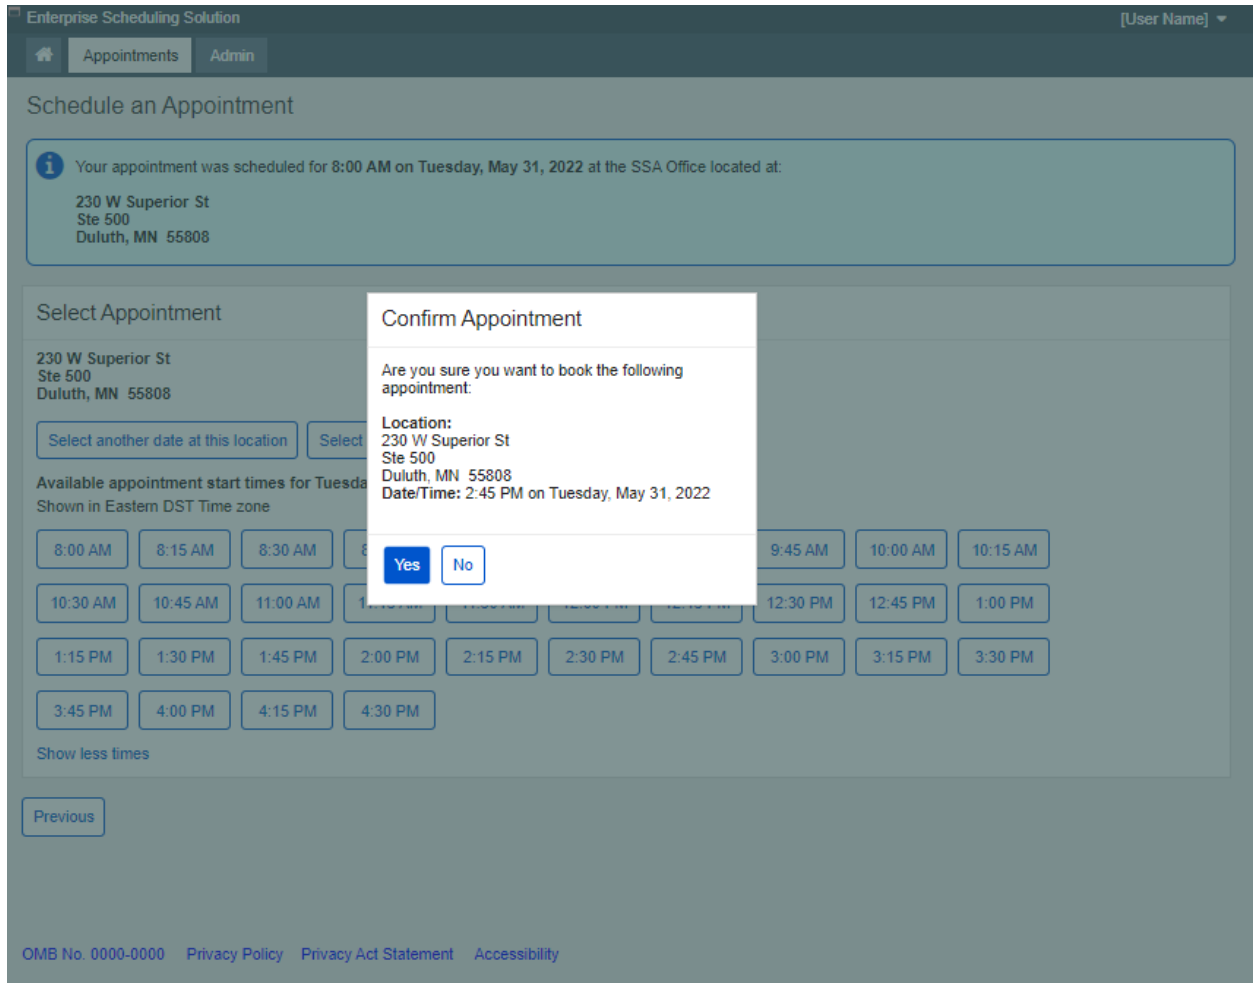 Enterprise Scheduling Solution [User Name]
Appointments Admin
Schedule an Appointment
Your appointment was scheduled for 8:00 AM on Tuesday, May 31, 2022 at the SSA Office located at:
230 W Superior St
Ste 500
Duluth, MN 55808
Select Appointment
230 W Superior St
Ste 500
Duluth, MN 55808
Select another date at this location Select
Available appointment start times for
Shown in Eastern DST Time zone
Confirm Appointment
Are you sure you want to book the following
appointment:
Location:
230 W Superior St
Ste 500
Duluth, MN 55808
Date/Time: 2:45 PM on Tuesday, May 31, 2022
Yes No
8:00 AM 8:15 AM 8:30 AM 9:45 AM 10:00 AM 10:15 AM
10:30 AM 10:45 AM 11:00 AM 12:30 PM 12:45 PM 1:00 PM
1:15 PM 1:30 PM 1:45 PM 2:00 PM 2:15 PM 2:30 PM 2:45 PM 3:00 PM 3:15 PM 3:30 PM
3:45 PM 4:00 PM 4:15 PM 4:30 PM
Show less times
Previous
OMB No. 0000-0000 Privacy Policy Privacy Act Statement Accessibility